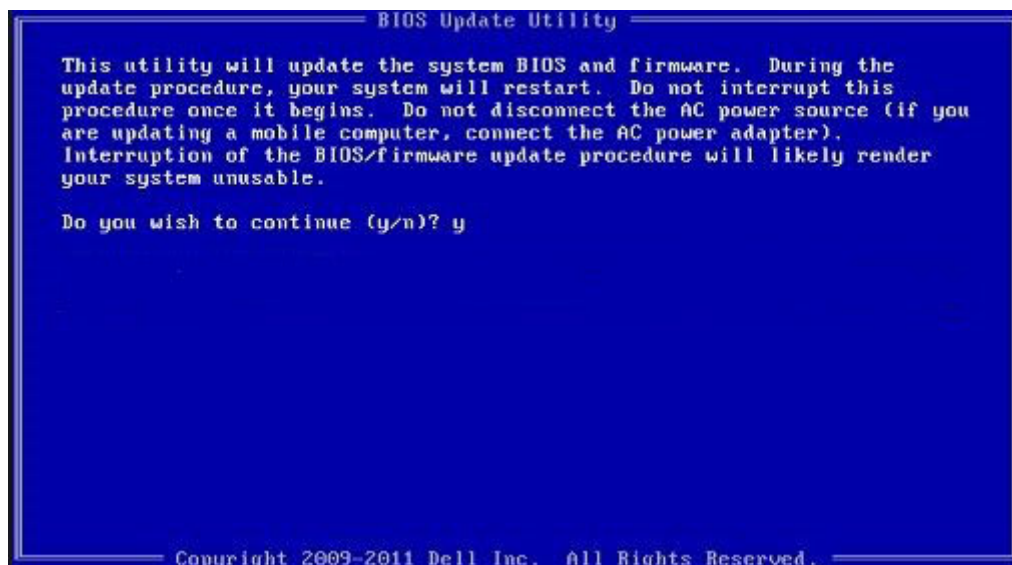 BIOS Update Utility
This utility will update the system BIOS and firmware.  During the
update procedure, your system will restart.  Do not interrupt this
procedure once it begins.  Do not disconnect the AC power source (if you
are updating a mobile computer, connect the AC power adapter).
Interruption of the BIOS/firmware update procedure will likely render
your system unusable.
Do you wish to continue (y/n)? y
Copyright 2009-2011 Dell Inc.  All Rights Reserved.